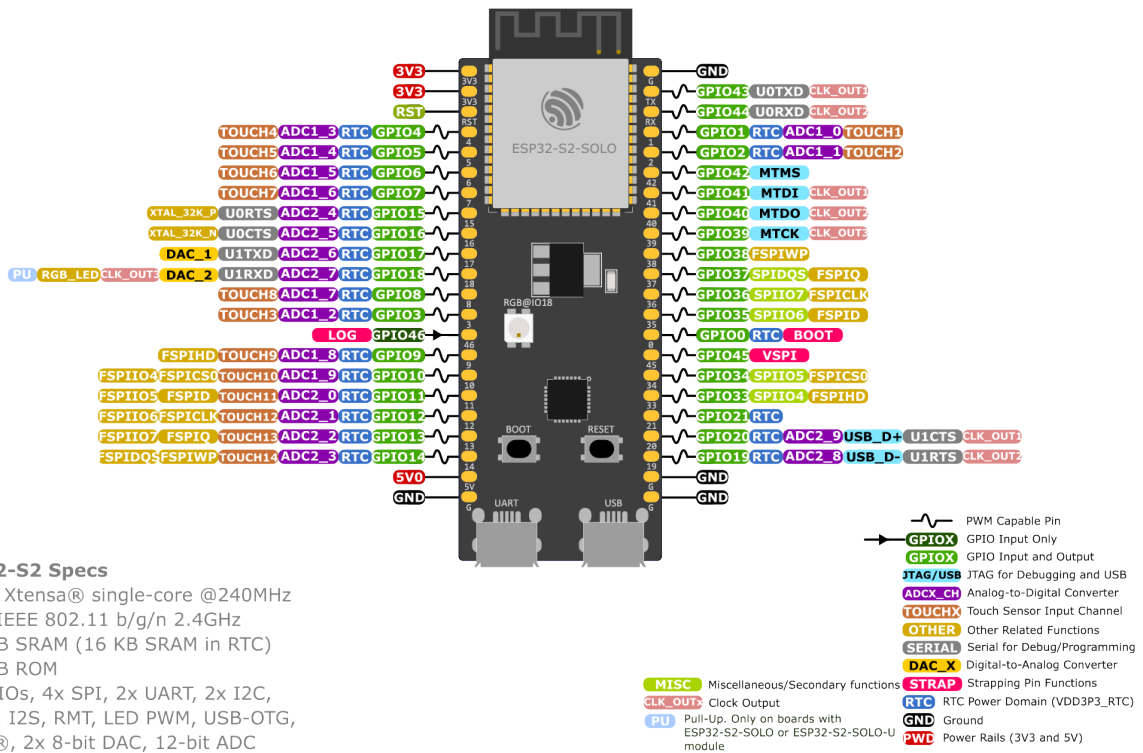 3V3 3V3 G GND
3V3 3V3 TX GPIO43 U0TXD CLK_OUT1
RST RST RX GPIO44 U0RXD CLK_OUT2
TOUCH4 ADC1_3 RTC GPIO4 4 1 GPIO1 RTC ADC1_0 TOUCH1
ESP32-S2-SOLO
TOUCH5 ADC1_4 RTC GPIO5 5 2 GPIO2 RTC ADC1_1 TOUCH2
TOUCH6 ADC1_5 RTC GPIO6 6 42 GPIO42 MTMS
TOUCH7 ADC1_6 RTC GPIO7 7 41 GPIO41 MTDI CLK_OUT1
XTAL_32K_P U0RTS ADC2_4 RTC GPIO15 15 40 GPIO40 MTDO CLK_OUT2
XTAL_32K_N U0CTS ADC2_5 RTC GPIO16 16 39 GPIO39 MTCK CLK_OUT3
DAC_1 U1TXD ADC2_6 RTC GPIO17 17 38 GPIO38 FSPIWP
PU RGB_LED CLK_OUT3 DAC_2 U1RXD ADC2_7 RTC GPIO18 18 37 GPIO37 SPIDQS FSPIQ
TOUCH8 ADC1_7 RTC GPIO8 8 36 GPIO36 SPIIO7 FSPICLK
RGB@IO18
TOUCH3 ADC1_2 RTC GPIO3 3 35 GPIO35 SPIIO6 FSPID
LOG GPIO46 46 0 GPIO0 RTC BOOT
FSPIHD TOUCH9 ADC1_8 RTC GPIO9 9 45 GPIO45 VSPI
FSPIIO4 FSPICS0 TOUCH10 ADC1_9 RTC GPIO10 10 34 GPIO34 SPIIO5 FSPICS0
FSPIIO5 FSPID TOUCH11 ADC2_0 RTC GPIO11 11 33 GPIO33 SPIIO4 FSPIHD
FSPIIO6 FSPICLK TOUCH12 ADC2_1 RTC GPIO12 12 21 GPIO21 RTC
BOOT RESET
FSPIIO7 FSPIQ TOUCH13 ADC2_2 RTC GPIO13 13 20 GPIO20 RTC ADC2_9 USB_D+ U1CTS CLK_OUT1
FSPIDQS FSPIWP TOUCH14 ADC2_3 RTC GPIO14 14 19 GPIO19 RTC ADC2_8 USB_D- U1RTS CLK_OUT2
5V0 5V G GND
GND G G GND
UART USB
2-S2 Specs
Xtensa® single-core @240MHz
IEEE 802.11 b/g/n 2.4GHz
B SRAM (16 KB SRAM in RTC)
B ROM
IOs, 4x SPI, 2x UART, 2x I2C,
I2S, RMT, LED PWM, USB-OTG,
®, 2x 8-bit DAC, 12-bit ADC
MISC Miscellaneous/Secondary functions
CLK_OUTx Clock Output
PU Pull-Up. Only on boards with
ESP32-S2-SOLO or ESP32-S2-SOLO-U
module
PWM Capable Pin
GPIOX GPIO Input Only
GPIOX GPIO Input and Output
JTAG/USB JTAG for Debugging and USB
ADCX_CH Analog-to-Digital Converter
TOUCHX Touch Sensor Input Channel
OTHER Other Related Functions
SERIAL Serial for Debug/Programming
DAC_X Digital-to-Analog Converter
STRAP Strapping Pin Functions
RTC RTC Power Domain (VDD3P3_RTC)
GND Ground
PWD Power Rails (3V3 and 5V)